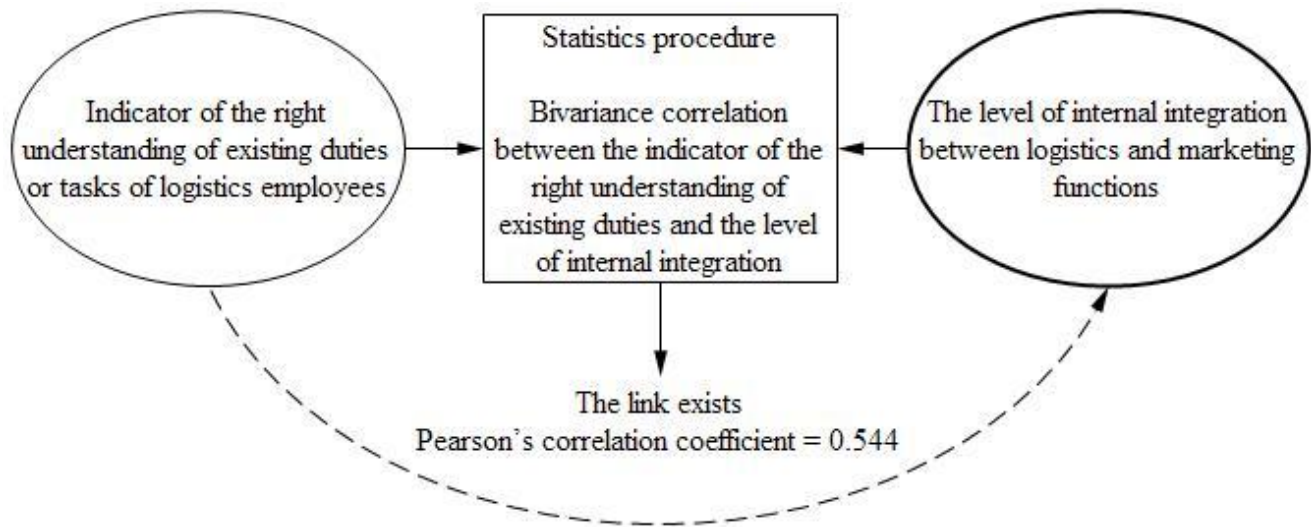 Indicator of the right
understanding of existing duties
or tasks of logistics employees
Statistics procedure
Bivariance correlation
between the indicator of the
right understanding of
existing duties and the level
of internal integration
The level of internal integration
between logistics and marketing
functions
The link exists
Pearson's correlation coefficient = 0.544